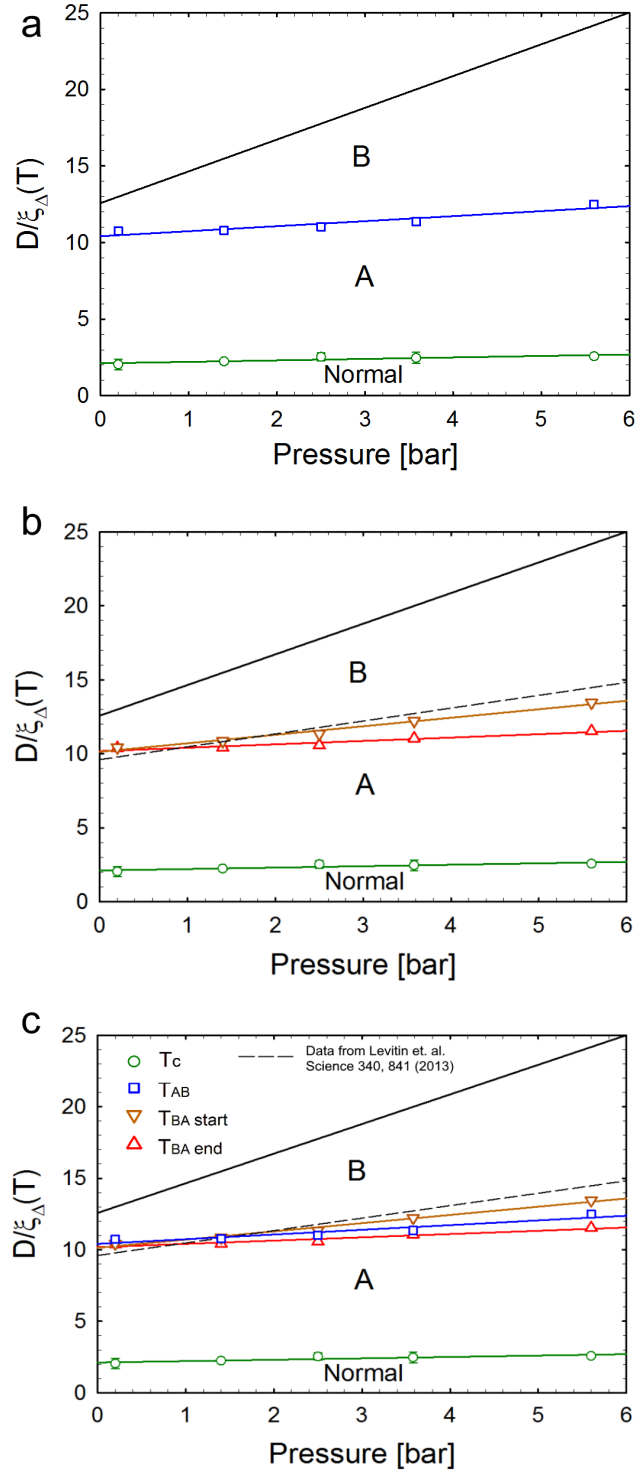 a
25
20
15
10
5
0
D/ξΔ(T)
B
A
Normal
0 1 2 3 4 5 6
Pressure [bar]
b
25
20
15
10
5
0
D/ξΔ(T)
B
A
Normal
0 1 2 3 4 5 6
Pressure [bar]
c
25
20
15
10
5
0
D/ξΔ(T)
Tc
TAB
TBA start
TBA end
Data from Levitin et. al.
Science 340, 841 (2013)
B
A
Normal
0 1 2 3 4 5 6
Pressure [bar]